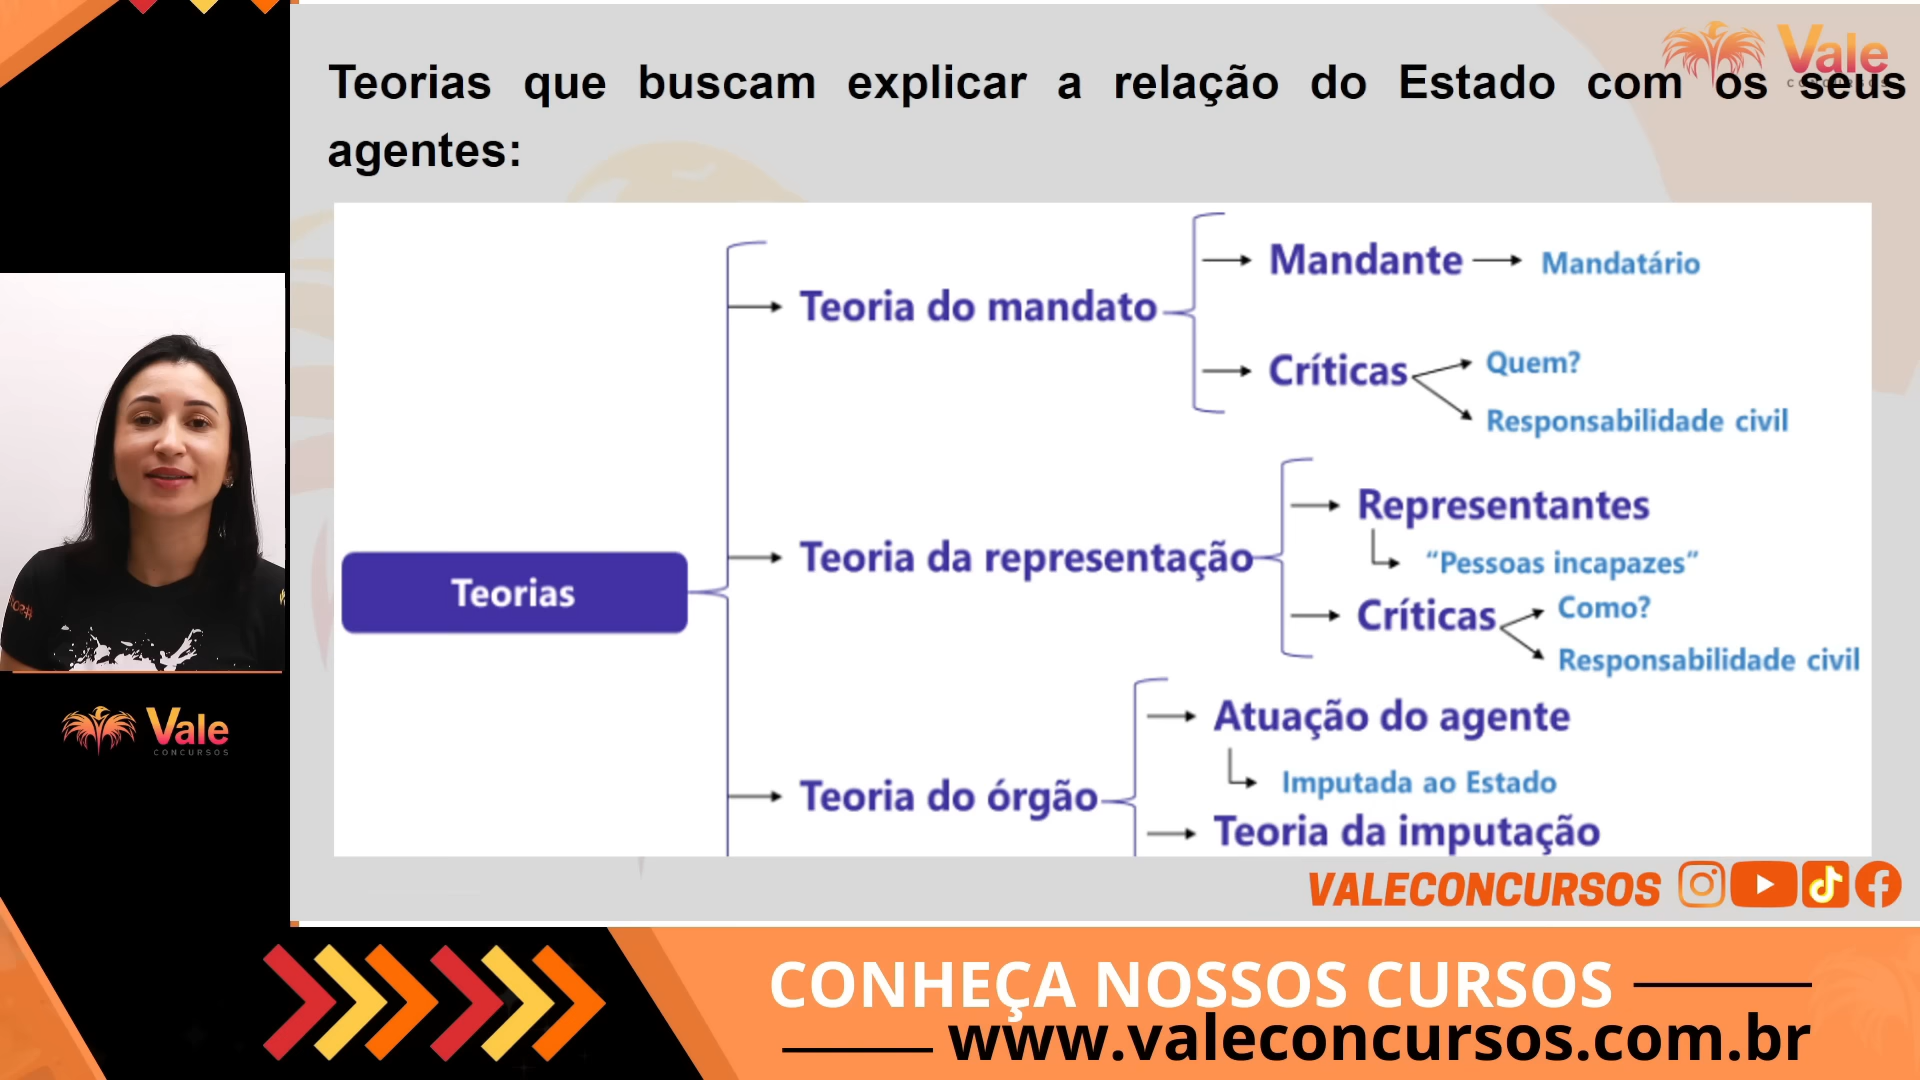 Vale
CONCURSOS
Teorias que buscam explicar a relação do Estado com os seus
agentes:
Mandante
Mandatário
Teoria do mandato
Críticas
Quem?
Responsabilidade civil
Representantes
“Pessoas incapazes”
Teoria da representação
Críticas
Como?
Responsabilidade civil
Teorias
Atuação do agente
Imputada ao Estado
Teoria do órgão
Teoria da imputação
Vale
CONCURSOS
VALECONCURSOS
CONHEÇA NOSSOS CURSOS
www.valeconcursos.com.br